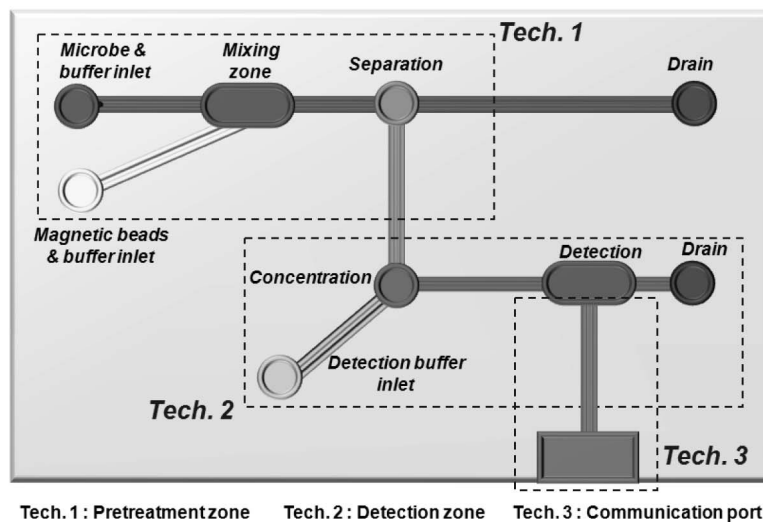 Tech. 1
Microbe &
buffer inlet
Mixing
zone
Separation
Drain
Magnetic beads
& buffer inlet
Concentration
Detection
Drain
Detection buffer
inlet
Tech. 2
Tech. 3
Tech. 1 : Pretreatment zone Tech. 2 : Detection zone Tech. 3 : Communication port